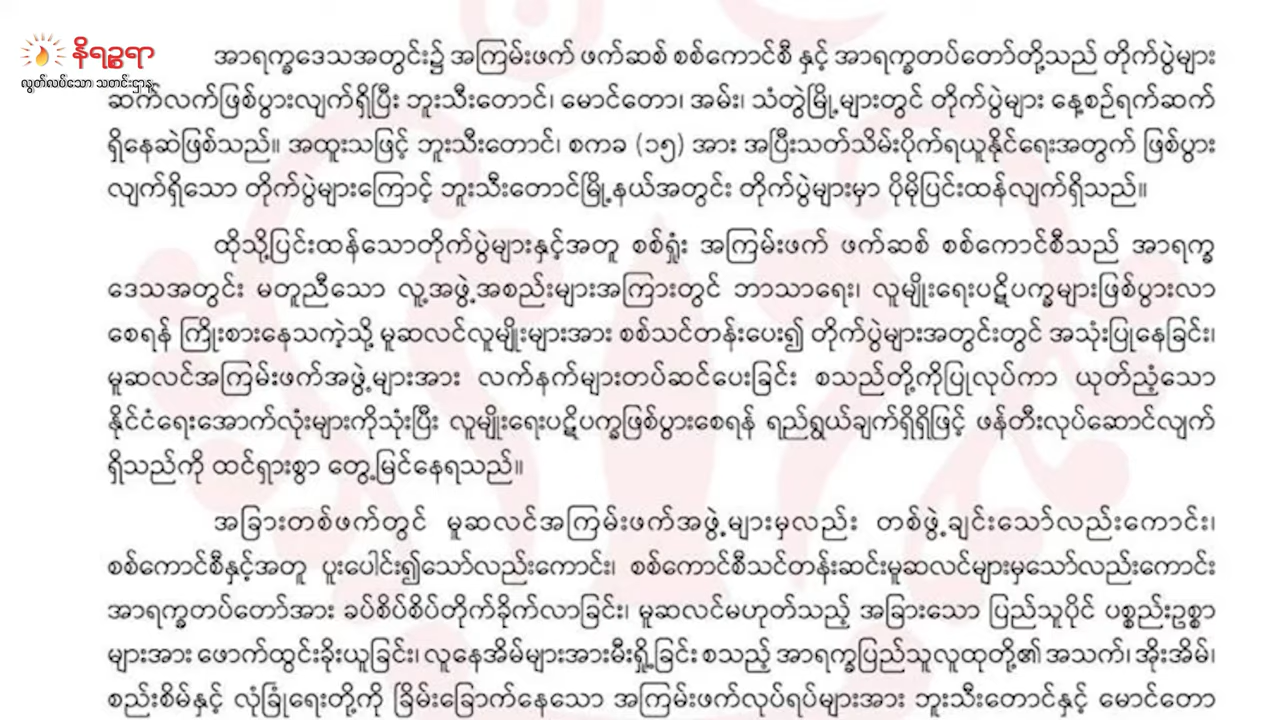 နိရဉ္စရာ
လွတ်လပ်သော သတင်းဌာန
အာရက္ခဒေသအတွင်း၌ အကြမ်းဖက် ဖက်ဆစ် စစ်ကောင်စီ နှင့် အာရက္ခတပ်တော်တို့သည် တိုက်ပွဲများ
ဆက်လက်ဖြစ်ပွားလျက်ရှိပြီး ဘူးသီးတောင်၊ မောင်တော၊ အမ်း၊ သံတွဲမြို့များတွင် တိုက်ပွဲများ နေ့စဉ်ရက်ဆက်
ရှိနေဆဲဖြစ်သည်။ အထူးသဖြင့် ဘူးသီးတောင်၊ စကခ (၁၅) အား အပြီးသတ်သိမ်းပိုက်ရယူနိုင်ရေးအတွက် ဖြစ်ပွား
လျက်ရှိသော တိုက်ပွဲများကြောင့် ဘူးသီးတောင်မြို့နယ်အတွင်း တိုက်ပွဲများမှာ ပိုမိုပြင်းထန်လျက်ရှိသည်။
ထိုသို့ပြင်းထန်သောတိုက်ပွဲများနှင့်အတူ စစ်ရှုံး အကြမ်းဖက် ဖက်ဆစ် စစ်ကောင်စီသည် အာရက္ခ
ဒေသအတွင်း မတူညီသော လူ့အဖွဲ့အစည်းများအကြားတွင် ဘာသာရေး၊ လူမျိုးရေးပဋိပက္ခများဖြစ်ပွားလာ
စေရန် ကြိုးစားနေသကဲ့သို့ မူဆလင်လူမျိုးများအား စစ်သင်တန်းပေး၍ တိုက်ပွဲများအတွင်းတွင် အသုံးပြုနေခြင်း၊
မူဆလင်အကြမ်းဖက်အဖွဲ့များအား လက်နက်များတပ်ဆင်ပေးခြင်း စသည်တို့ကိုပြုလုပ်ကာ ယုတ်ညံ့သော
နိုင်ငံရေးအောက်လုံးများကိုသုံးပြီး လူမျိုးရေးပဋိပက္ခဖြစ်ပွားစေရန် ရည်ရွယ်ချက်ရှိရှိဖြင့် ဖန်တီးလုပ်ဆောင်လျက်
ရှိသည်ကို ထင်ရှားစွာ တွေ့မြင်နေရသည်။
အခြားတစ်ဖက်တွင် မူဆလင်အကြမ်းဖက်အဖွဲ့များမှလည်း တစ်ဖွဲ့ချင်းသော်လည်းကောင်း၊
စစ်ကောင်စီနှင့်အတူ ပူးပေါင်း၍သော်လည်းကောင်း၊ စစ်ကောင်စီသင်တန်းဆင်းမူဆလင်များမှသော်လည်းကောင်း
အာရက္ခတပ်တော်အား ခပ်စိပ်စိပ်တိုက်ခိုက်လာခြင်း၊ မူဆလင်မဟုတ်သည့် အခြားသော ပြည်သူပိုင် ပစ္စည်းဥစ္စာ
များအား ဖောက်ထွင်းခိုးယူခြင်း၊ လူနေအိမ်များအားမီးရှို့ခြင်း စသည့် အာရက္ခပြည်သူလူထုတို့၏ အသက်၊ အိုးအိမ်၊
စည်းစိမ်နှင့် လုံခြုံရေးတို့ကို ခြိမ်းခြောက်နေသော အကြမ်းဖက်လုပ်ရပ်များအား ဘူးသီးတောင်နှင့် မောင်တော